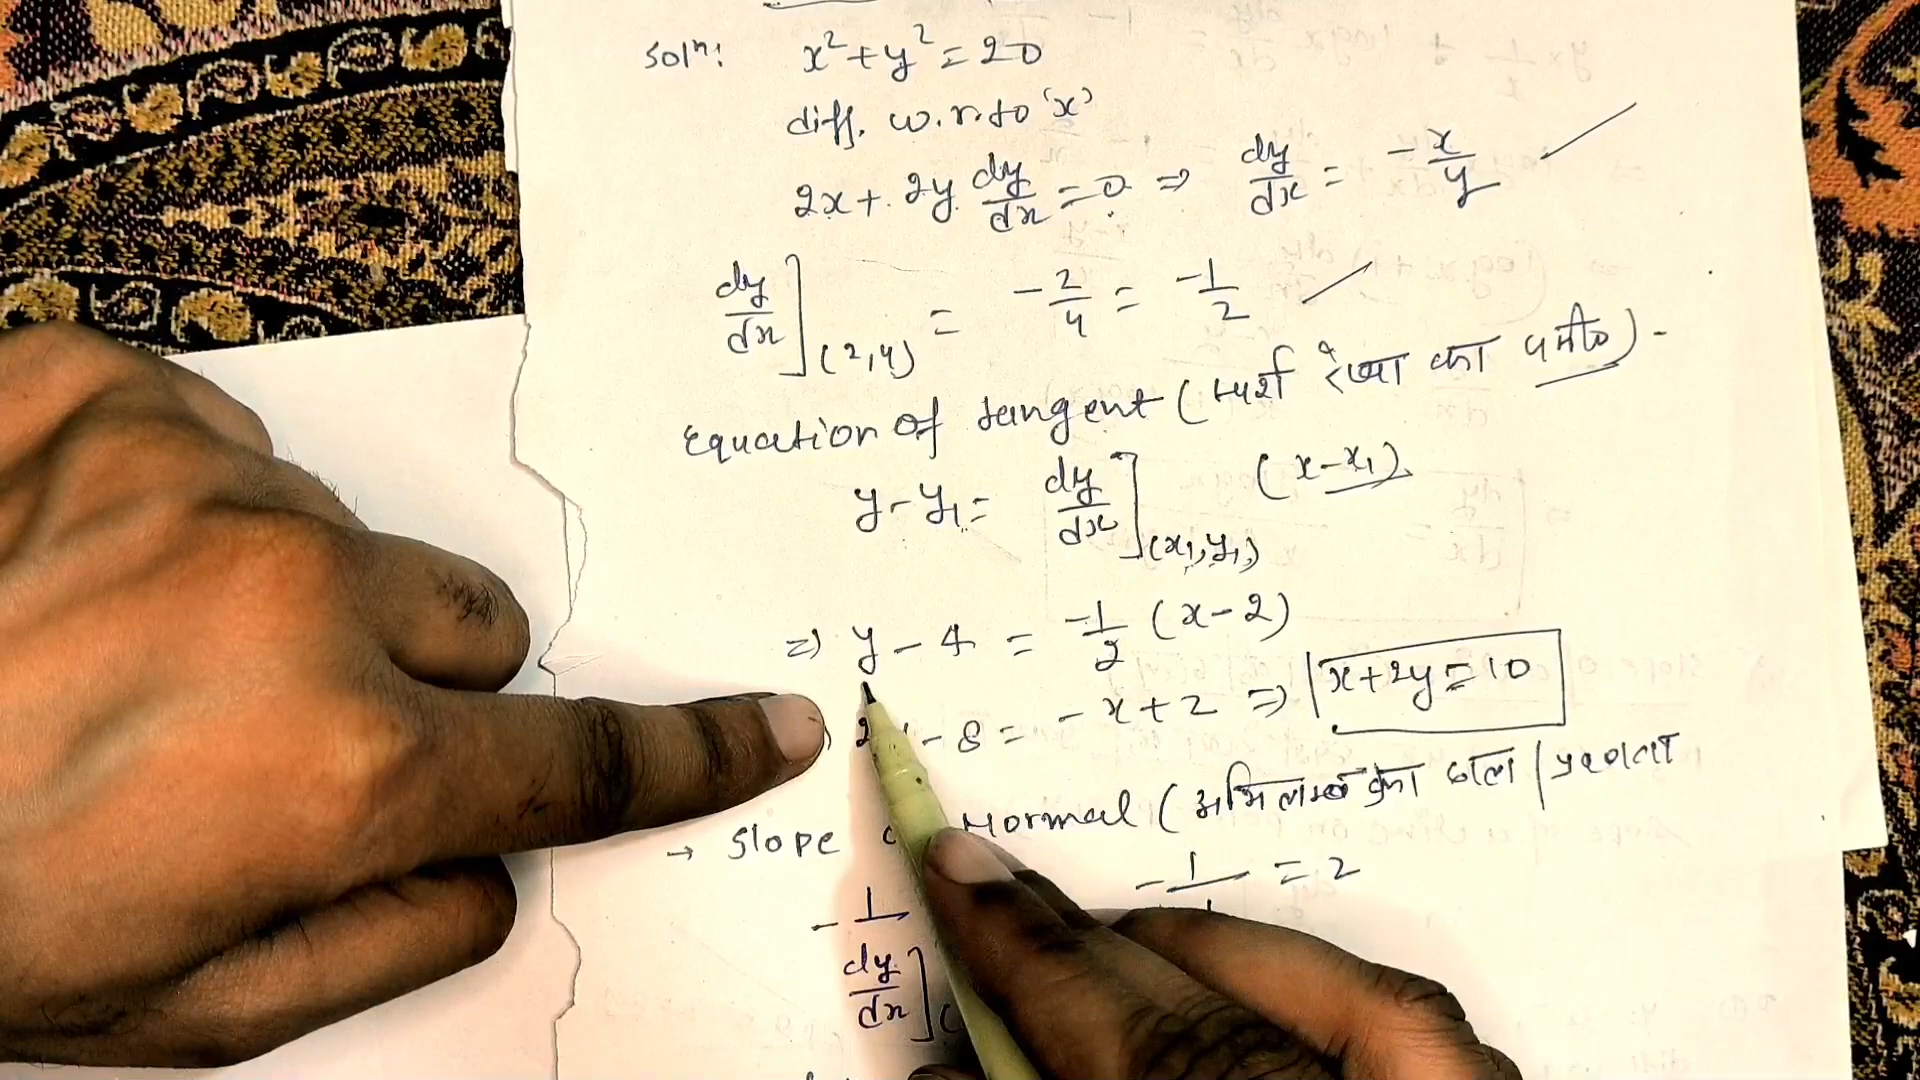 Solⁿ: x² + y² = 20
diff. w.r.to 'x'
2x + 2y dy/dx = 0 ⇒ dy/dx = -x/y
dy/dx](2,4) = -2/4 = -1/2
Equation of tangent (स्पर्श रेखा का समी०) -
y - y₁ = dy/dx](x₁,y₁) (x - x₁)
⇒ y - 4 = -1/2 (x - 2)
2 - 8 = -x + 2 ⇒ x + 2y = 10
→ Slope Normal (अभिलम्ब का ढाल / प्रवणता
-1/dy/dx]( -1/ = 2